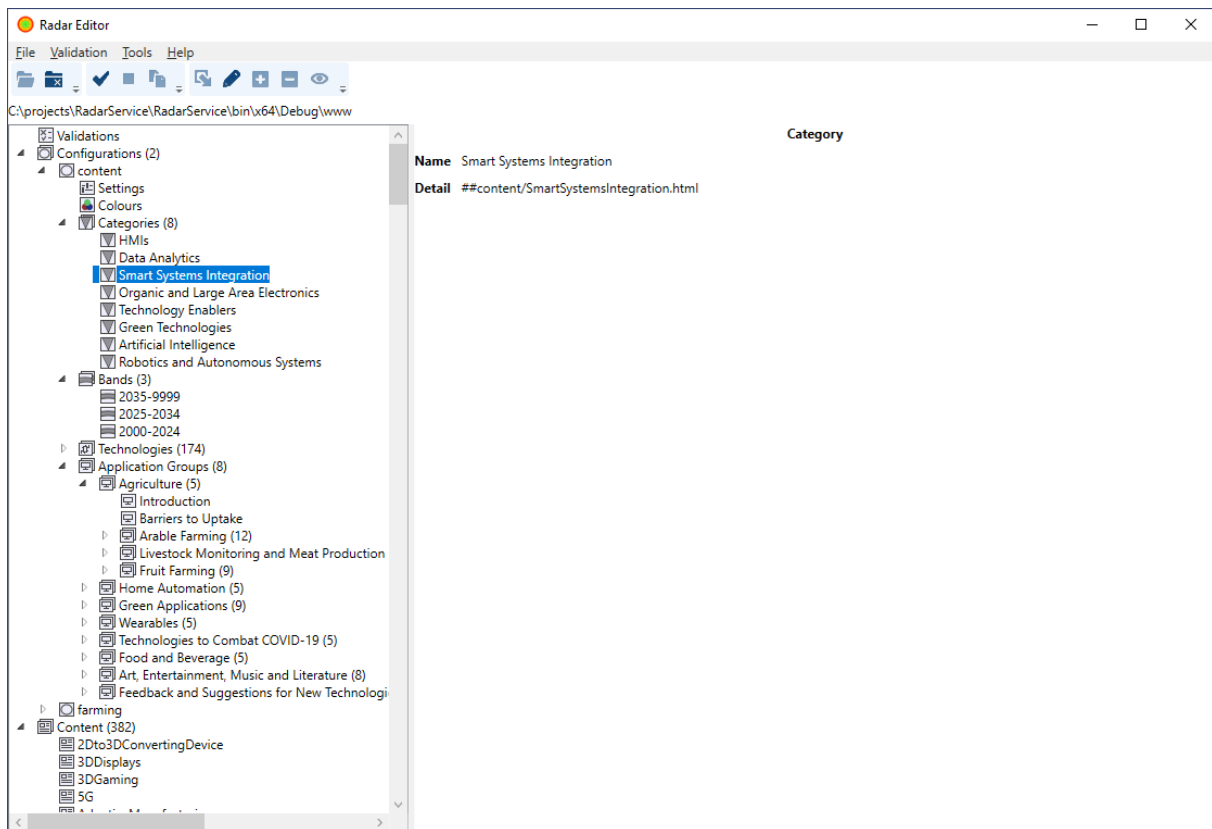 Radar Editor
File Validation Tools Help
C:\projects\RadarService\RadarService\bin\x64\Debug\www
Validations
Configurations (2)
content
Settings
Colours
Categories (8)
HMIs
Data Analytics
Smart Systems Integration
Organic and Large Area Electronics
Technology Enablers
Green Technologies
Artificial Intelligence
Robotics and Autonomous Systems
Bands (3)
2035-9999
2025-2034
2000-2024
Technologies (174)
Application Groups (8)
Agriculture (5)
Introduction
Barriers to Uptake
Arable Farming (12)
Livestock Monitoring and Meat Production
Fruit Farming (9)
Home Automation (5)
Green Applications (9)
Wearables (5)
Technologies to Combat COVID-19 (5)
Food and Beverage (5)
Art, Entertainment, Music and Literature (8)
Feedback and Suggestions for New Technologi
farming
Content (382)
2Dto3DConvertingDevice
3DDisplays
3DGaming
5G
Category
Name Smart Systems Integration
Detail ##content/SmartSystemsIntegration.html